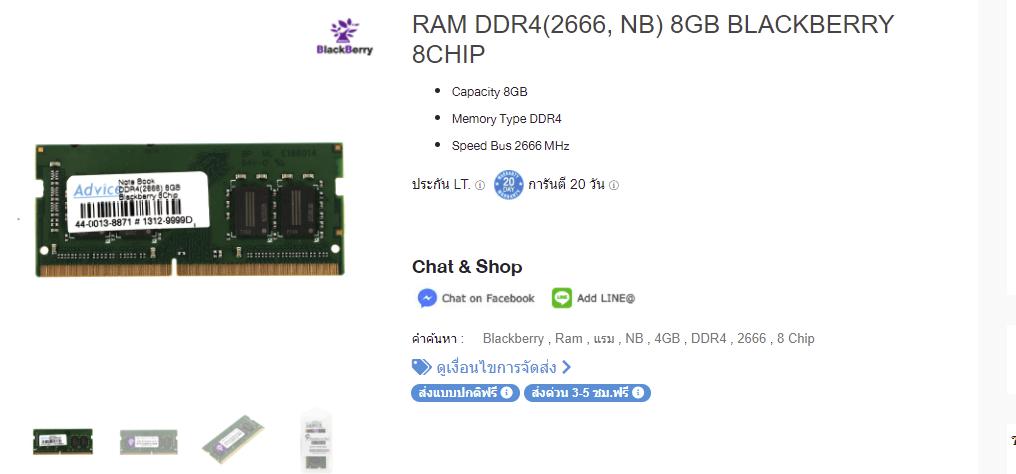 BlackBerry
RAM DDR4(2666, NB) 8GB BLACKBERRY
8CHIP
Capacity 8GB
Memory Type DDR4
Speed Bus 2666 MHz
ประกัน LT.
20
DAY
WARRANTY
การันตี 20 วัน
Advice
Note Book
DDR4(2666) 8GB
Blackberry 8Chip
44-0013-8871 # 1312-9999D
Chat & Shop
Chat on Facebook
LINE
Add LINE@
คำค้นหา : Blackberry , Ram , แรม , NB , 4GB , DDR4 , 2666 , 8 Chip
ดูเงื่อนไขการจัดส่ง
ส่งแบบปกติฟรี ส่งด่วน 3-5 ชม.ฟรี